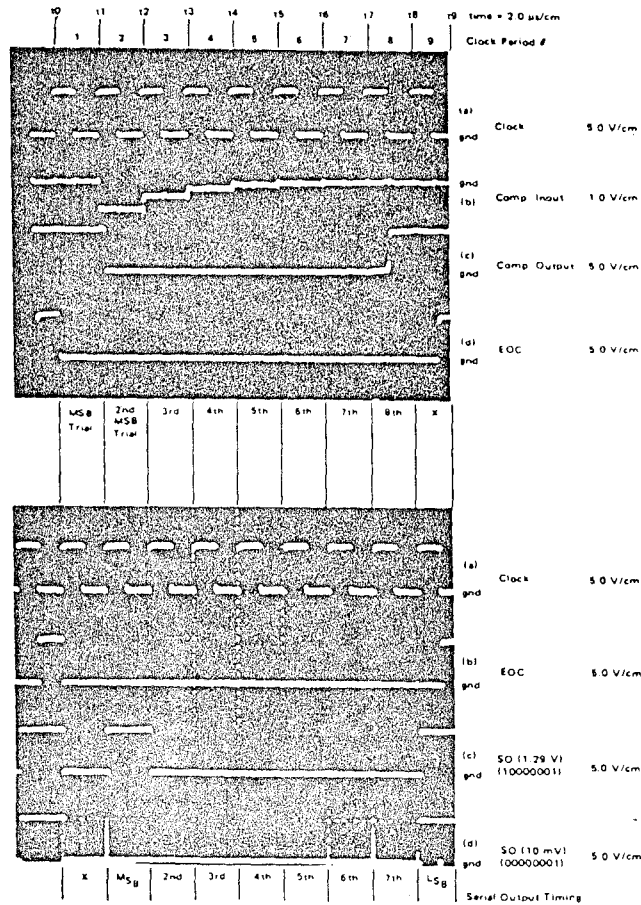 t0 t1 t2 t3 t4 t5 t6 t7 t8 t9 time = 2.0 µs/cm
1 2 3 4 5 6 7 8 9 Clock Period #
(a)
gnd Clock 5.0 V/cm
gnd
(b) Comp Input 1.0 V/cm
(c)
gnd Comp Output 5.0 V/cm
(d)
gnd EOC 5.0 V/cm
MSB Trial
2nd MSB Trial
3rd 4th 5th 6th 7th 8th X
(a)
gnd Clock 5.0 V/cm
(b)
gnd EOC 5.0 V/cm
(c) SO (1.29 V)
gnd (10000001) 5.0 V/cm
(d) SO (10 mV)
gnd (00000001) 5.0 V/cm
X MSB 2nd 3rd 4th 5th 6th 7th LSB
Serial Output Timing